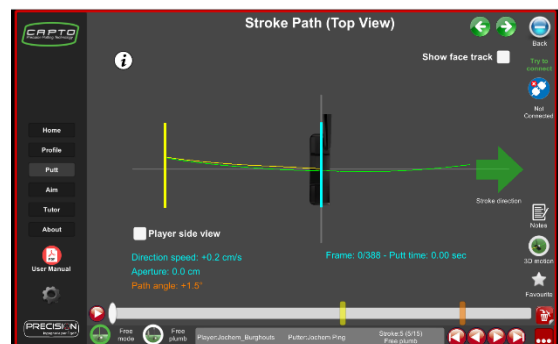 CAPTO
Precision Putting Technology
Stroke Path (Top View)
Back
Show face track
Try to
connect
i
Not
Connected
Home
Profile
Putt
Aim
Tutor
About
User Manual
Stroke direction
Notes
Player side view
Direction speed: +0.2 cm/s
Frame: 0/388 - Putt time: 0.00 sec
Aperture: 0.0 cm
Path angle: +1.5°
3D motion
Favourite
PRECISION
Free
mode
Free
plumb
Player:Jochem_Burghouts
Putter:Jochem Ping
Stroke:5 (5/15)
Free plumb